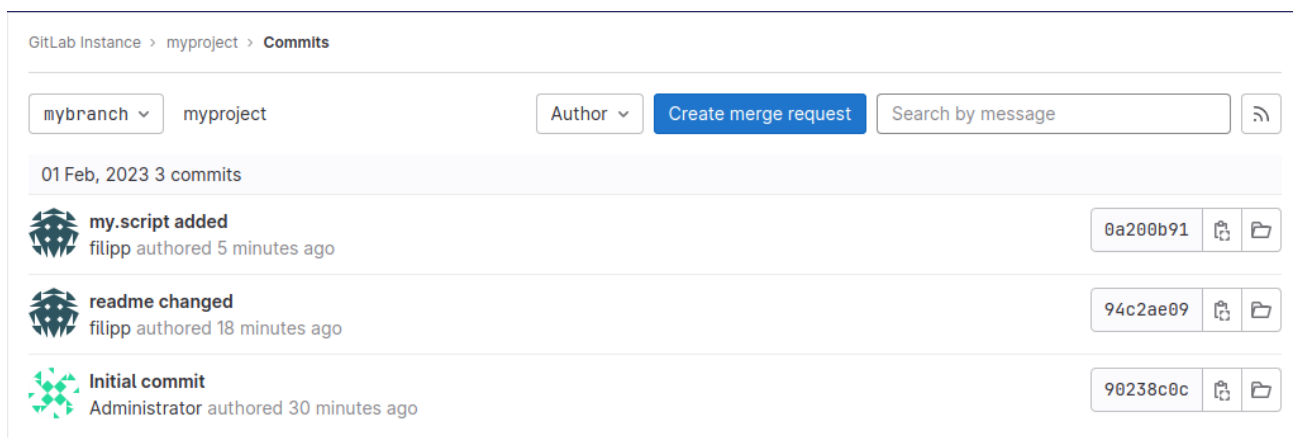 GitLab Instance > myproject > Commits
mybranch myproject Author Create merge request Search by message
01 Feb, 2023 3 commits
my.script added
filipp authored 5 minutes ago
0a200b91
readme changed
filipp authored 18 minutes ago
94c2ae09
Initial commit
Administrator authored 30 minutes ago
90238c0c